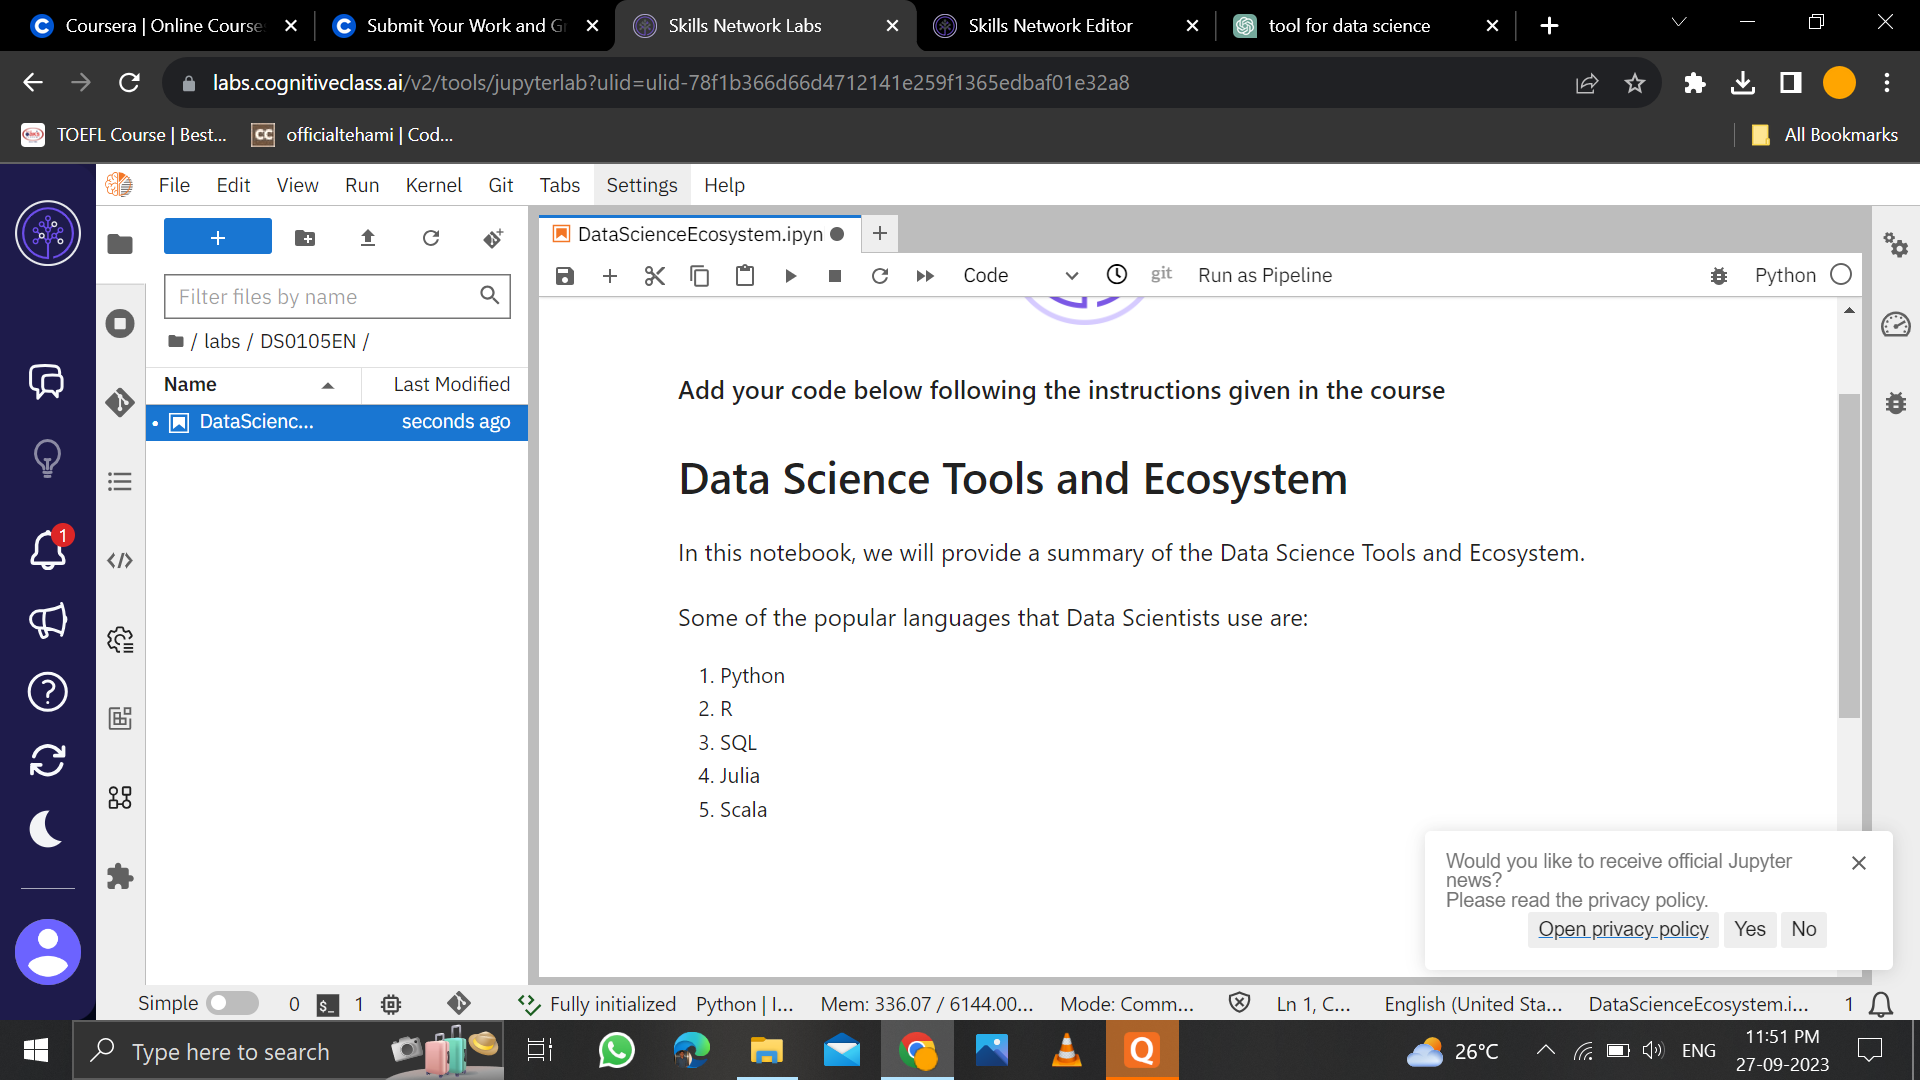 Coursera | Online Course
Submit Your Work and Gr
Skills Network Labs
Skills Network Editor
tool for data science
labs.cognitiveclass.ai/v2/tools/jupyterlab?ulid=ulid-78f1b366d66d4712141e259f1365edbaf01e32a8
TOEFL Course | Best...
CC officialtehami | Cod...
All Bookmarks
File Edit View Run Kernel Git Tabs Settings Help
DataScienceEcosystem.ipyn
Code
git
Run as Pipeline
Python
Filter files by name
/ labs / DS0105EN /
Name
Last Modified
DataScienc...
seconds ago
1
Add your code below following the instructions given in the course
Data Science Tools and Ecosystem
In this notebook, we will provide a summary of the Data Science Tools and Ecosystem.
Some of the popular languages that Data Scientists use are:
1. Python
2. R
3. SQL
4. Julia
5. Scala
Would you like to receive official Jupyter
news?
Please read the privacy policy.
Open privacy policy Yes No
Simple 0 $_ 1 Fully initialized Python | I... Mem: 336.07 / 6144.00... Mode: Comm... Ln 1, C... English (United Sta... DataScienceEcosystem.i... 1
Type here to search
Q
26°C
ENG
11:51 PM
27-09-2023